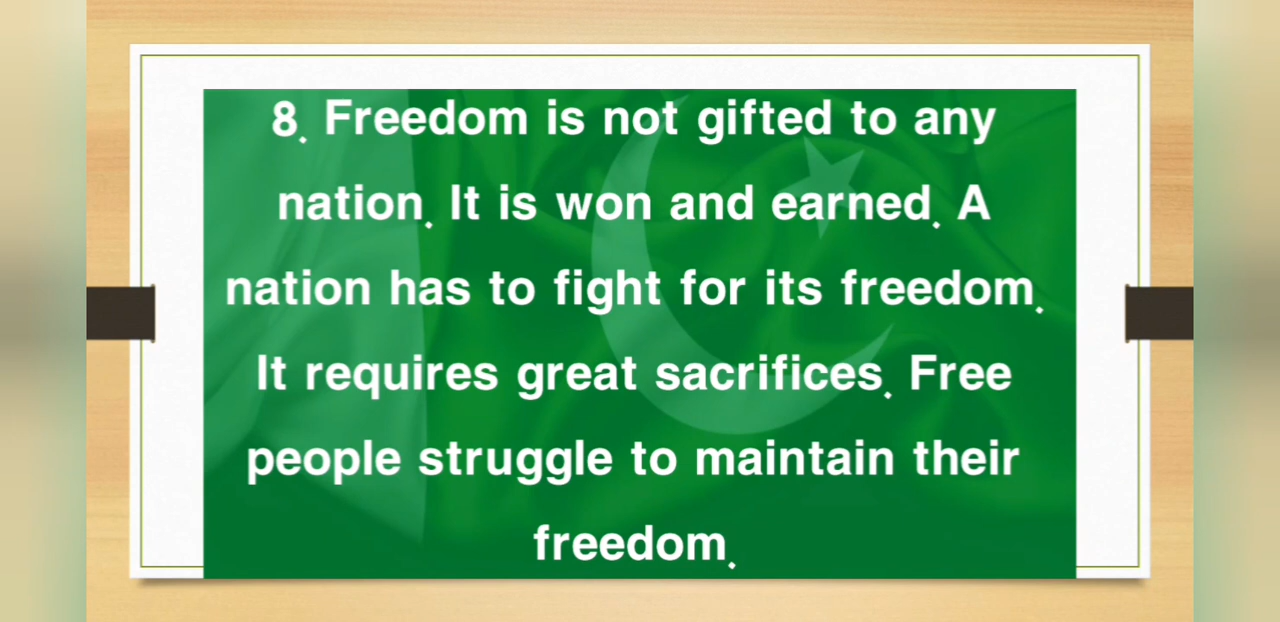 8. Freedom is not gifted to any
nation. It is won and earned. A
nation has to fight for its freedom.
It requires great sacrifices. Free
people struggle to maintain their
freedom.